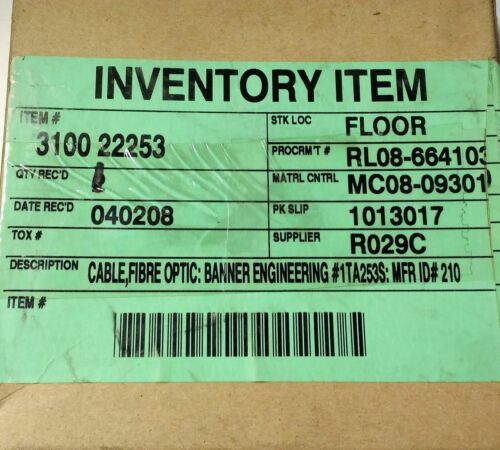 INVENTORY ITEM
ITEM #
3100 22253
STK LOC
FLOOR
PROCRM'T #
RL08-664103
QTY REC'D
MATRL CNTRL
MC08-09301
DATE REC'D
040208
PK SLIP
1013017
TOX #
SUPPLIER
R029C
DESCRIPTION
CABLE,FIBRE OPTIC: BANNER ENGINEERING #1TA253S: MFR ID# 210
ITEM #